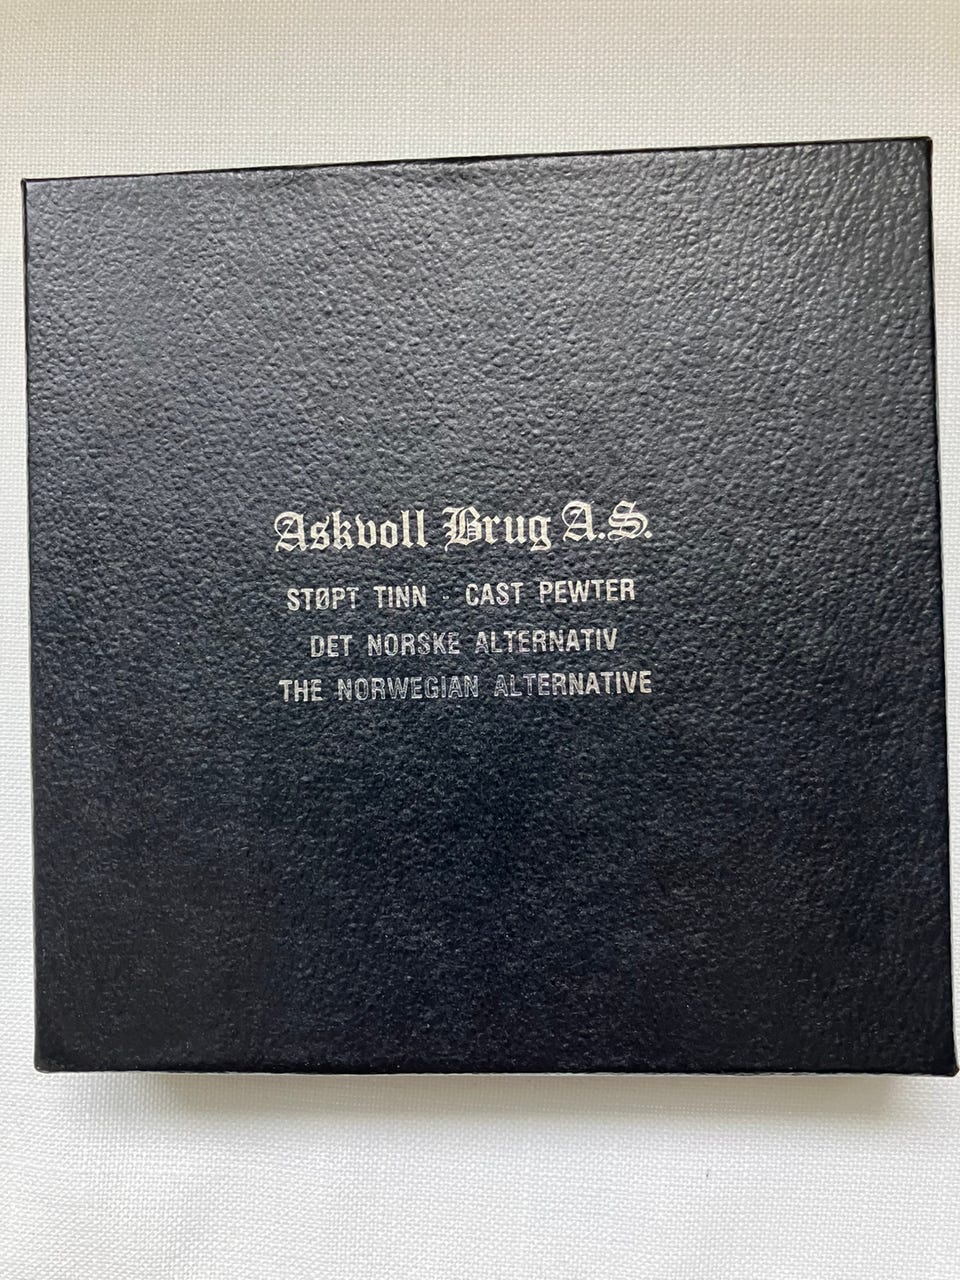 Askvoll Brug A.S.
STØPT TINN - CAST PEWTER
DET NORSKE ALTERNATIV
THE NORWEGIAN ALTERNATIVE